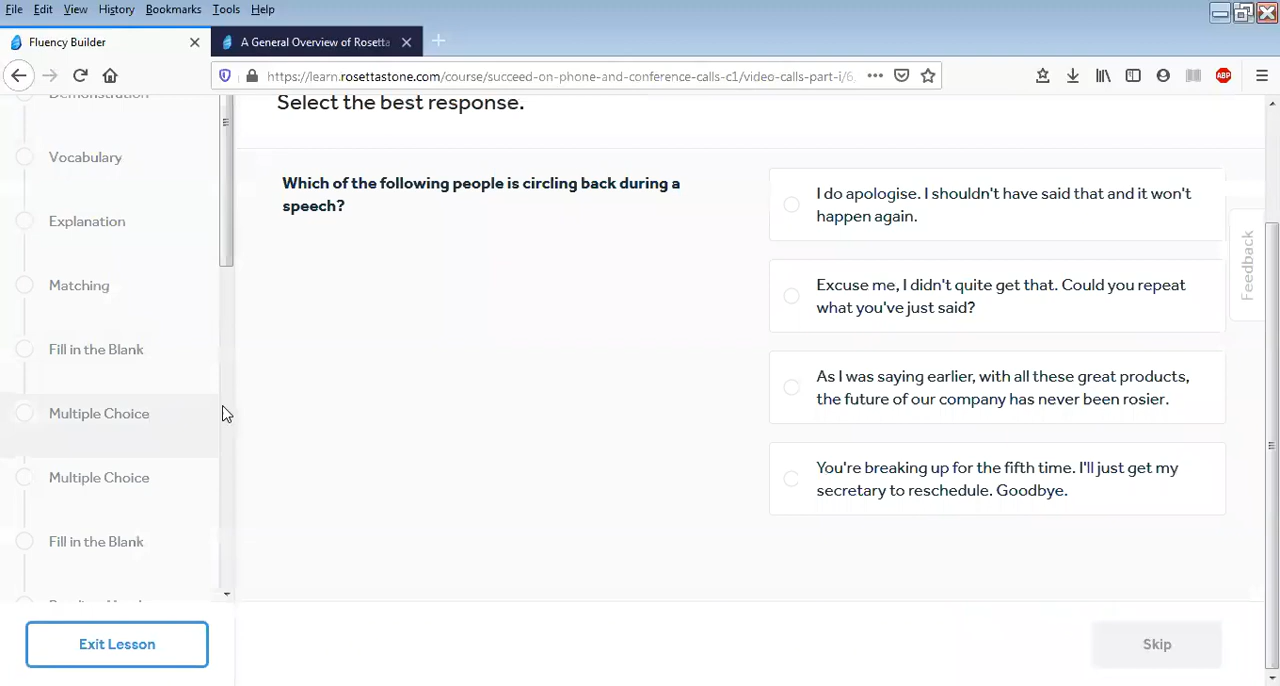 File Edit View History Bookmarks Tools Help
Fluency Builder
A General Overview of Rosetta
https://learn.rosettastone.com/course/succeed-on-phone-and-conference-calls-c1/video-calls-part-i/6
ABP
Demonstration
Vocabulary
Explanation
Matching
Fill in the Blank
Multiple Choice
Multiple Choice
Fill in the Blank
Exit Lesson
Select the best response.
Which of the following people is circling back during a
speech?
I do apologise. I shouldn't have said that and it won't
happen again.
Excuse me, I didn't quite get that. Could you repeat
what you've just said?
As I was saying earlier, with all these great products,
the future of our company has never been rosier.
You're breaking up for the fifth time. I'll just get my
secretary to reschedule. Goodbye.
Feedback
Skip